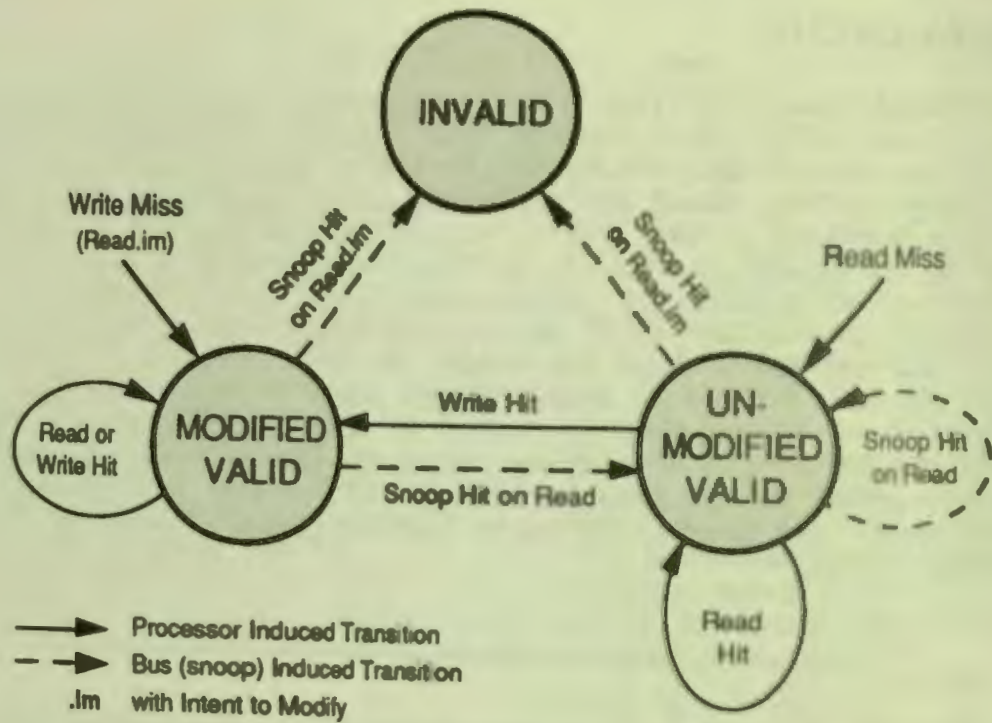 INVALID
Write Miss
(Read.im)
Snoop Hit
on Read.im
Snoop Hit
on Read.im
Read Miss
MODIFIED
VALID
Read or
Write Hit
Write Hit
Snoop Hit on Read
UN-
MODIFIED
VALID
Snoop Hit
on Read
Read
Hit
Processor Induced Transition
Bus (snoop) Induced Transition
.Im with Intent to Modify